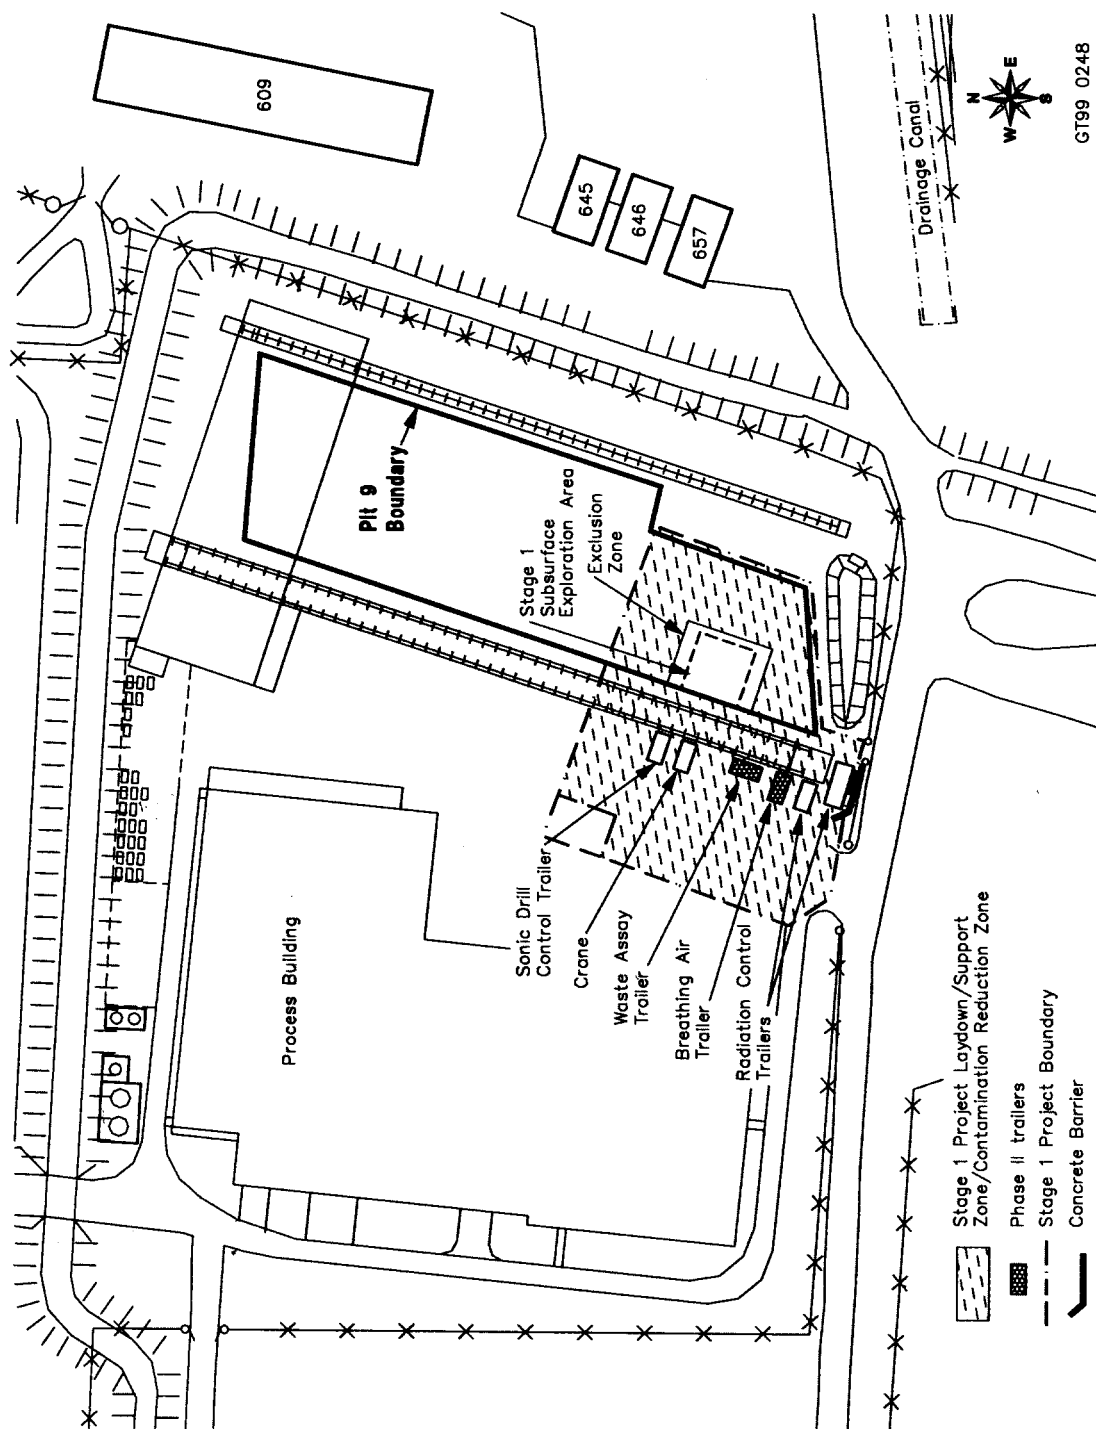 609
645
646
657
Drainage Canal
N
E
S
W
GT99 0248
Pit 9
Boundary
Stage 1
Subsurface
Exploration Area
Exclusion
Zone
Process Building
Sonic Drill
Control Trailer
Crane
Waste Assay
Trailer
Breathing Air
Trailer
Radiation Control
Trailers
Stage 1 Project Laydown/Support
Zone/Contamination Reduction Zone
Phase II trailers
Stage 1 Project Boundary
Concrete Barrier